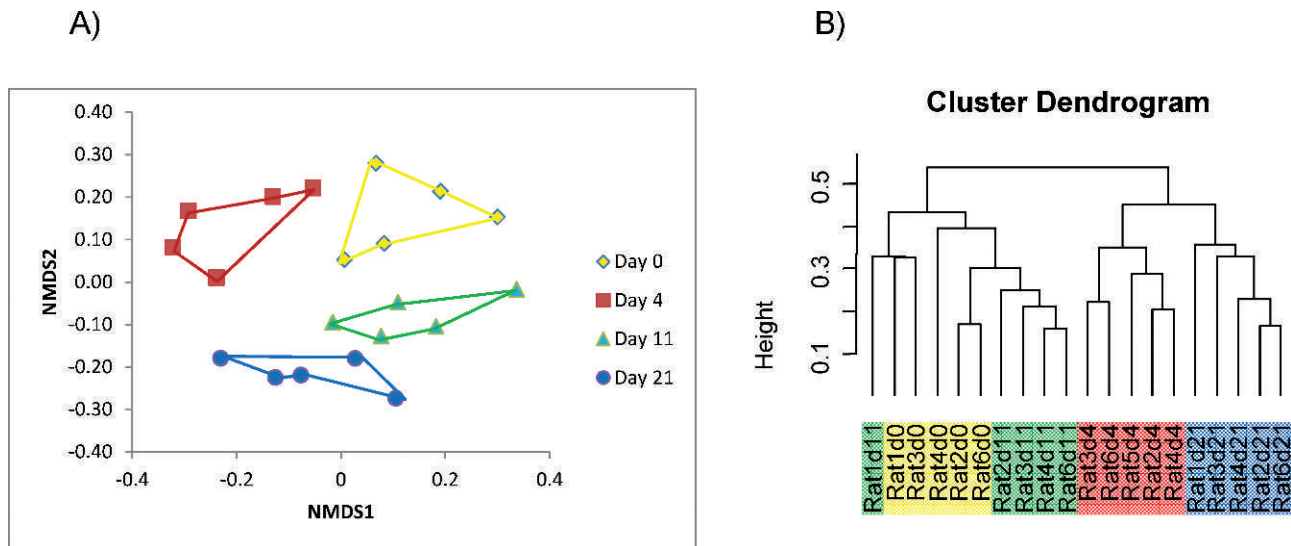 A)
B)
0.40
0.30
0.20
0.10
0.00
-0.10
-0.20
-0.30
-0.40
-0.4
-0.2
0
0.2
0.4
NMDS2
NMDS1
Day 0
Day 4
Day 11
Day 21
Cluster Dendrogram
Height
0.5
0.3
0.1
Rat1d11
Rat1d0
Rat3d0
Rat4d0
Rat2d0
Rat6d0
Rat2d11
Rat3d11
Rat4d11
Rat6d11
Rat3d4
Rat6d4
Rat5d4
Rat2d4
Rat4d4
Rat1d21
Rat3d21
Rat4d21
Rat2d21
Rat6d21